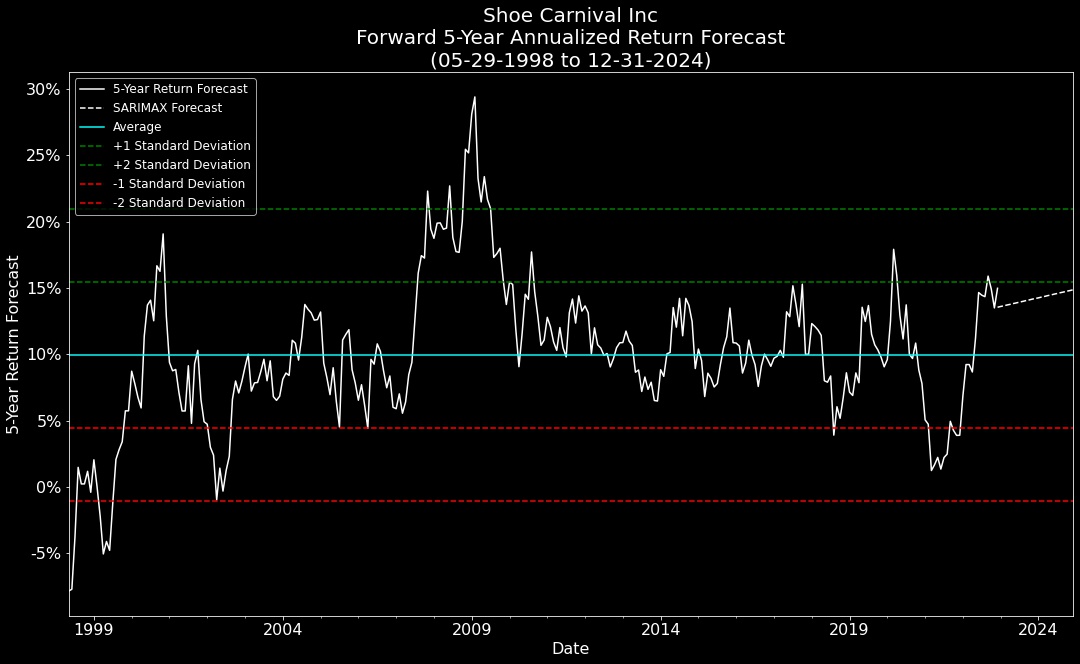 Shoe Carnival Inc
Forward 5-Year Annualized Return Forecast
(05-29-1998 to 12-31-2024)
5-Year Return Forecast
SARIMAX Forecast
Average
+1 Standard Deviation
+2 Standard Deviation
-1 Standard Deviation
-2 Standard Deviation
30%
25%
20%
15%
10%
5%
0%
-5%
5-Year Return Forecast
1999 2004 2009 2014 2019 2024
Date